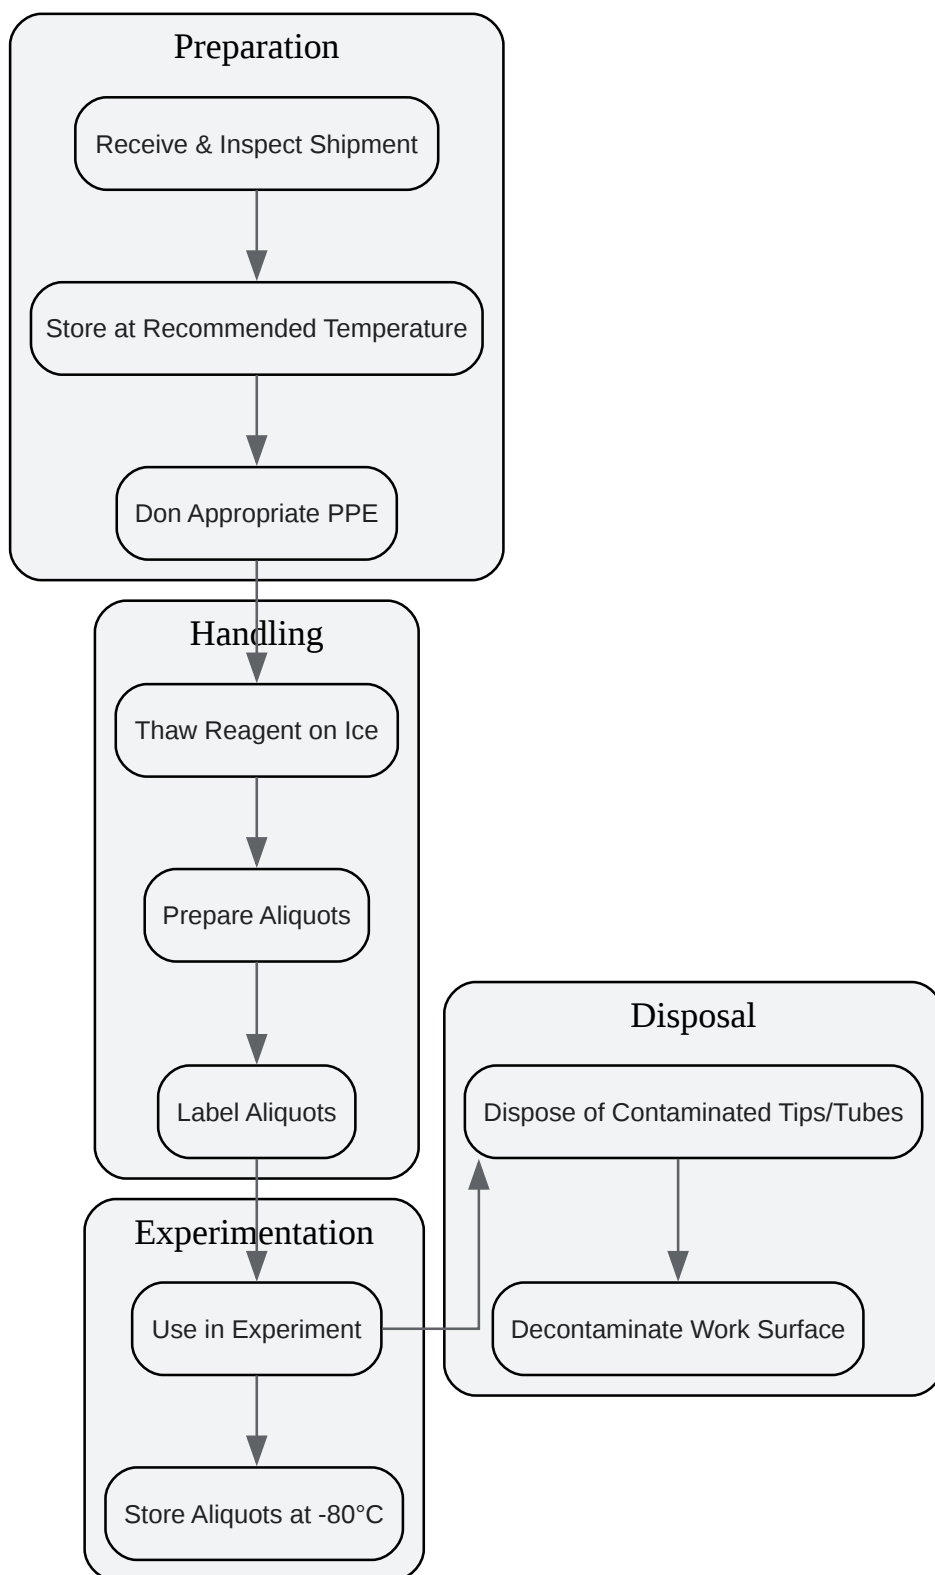 Preparation
Receive & Inspect Shipment
Store at Recommended Temperature
Don Appropriate PPE
Handling
Thaw Reagent on Ice
Prepare Aliquots
Label Aliquots
Experimentation
Use in Experiment
Store Aliquots at -80°C
Disposal
Dispose of Contaminated Tips/Tubes
Decontaminate Work Surface